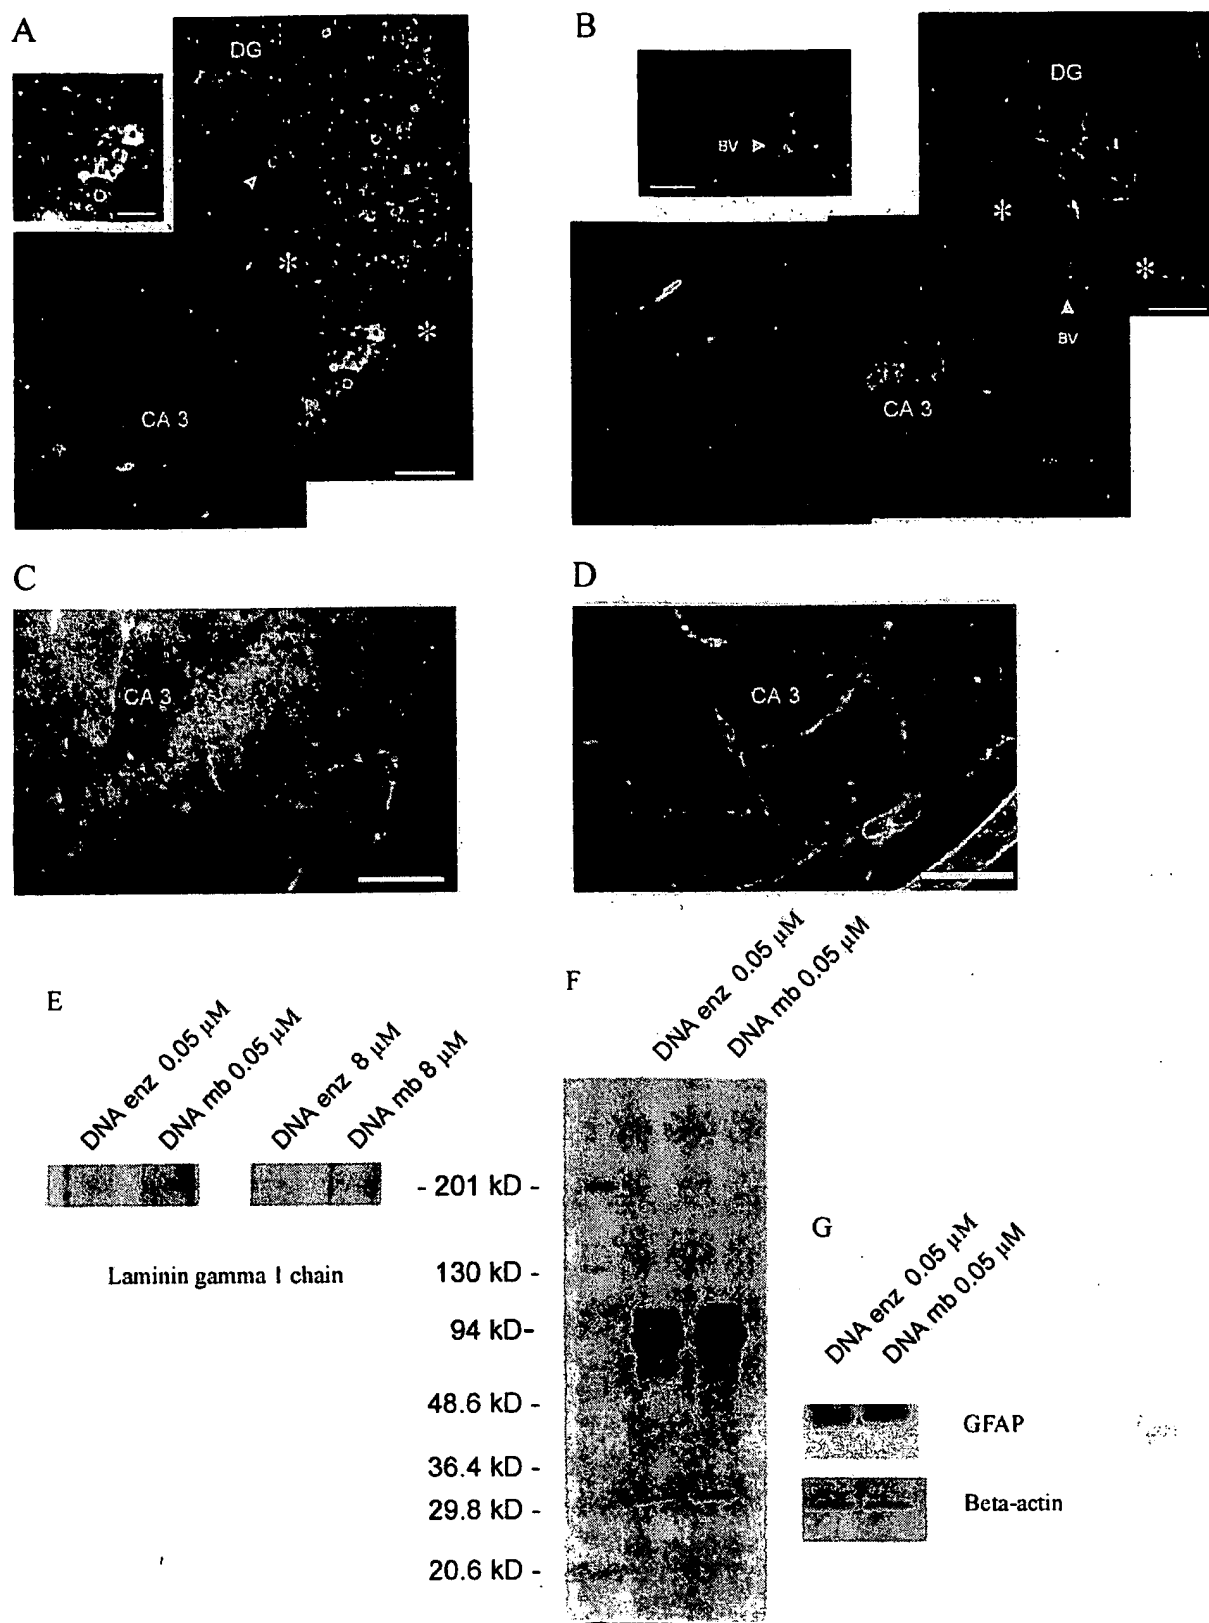 A
DG
*
*
CA 3
B
BV
DG
*
*
BV
CA 3
C
CA 3
D
CA 3
E
DNA enz 0.05 µM
DNA mb 0.05 µM
DNA enz 8 µM
DNA mb 8 µM
Laminin gamma 1 chain
F
DNA enz 0.05 µM
DNA mb 0.05 µM
- 201 kD -
130 kD -
94 kD-
48.6 kD -
36.4 kD -
29.8 kD -
20.6 kD -
G
DNA enz 0.05 µM
DNA mb 0.05 µM
GFAP
Beta-actin